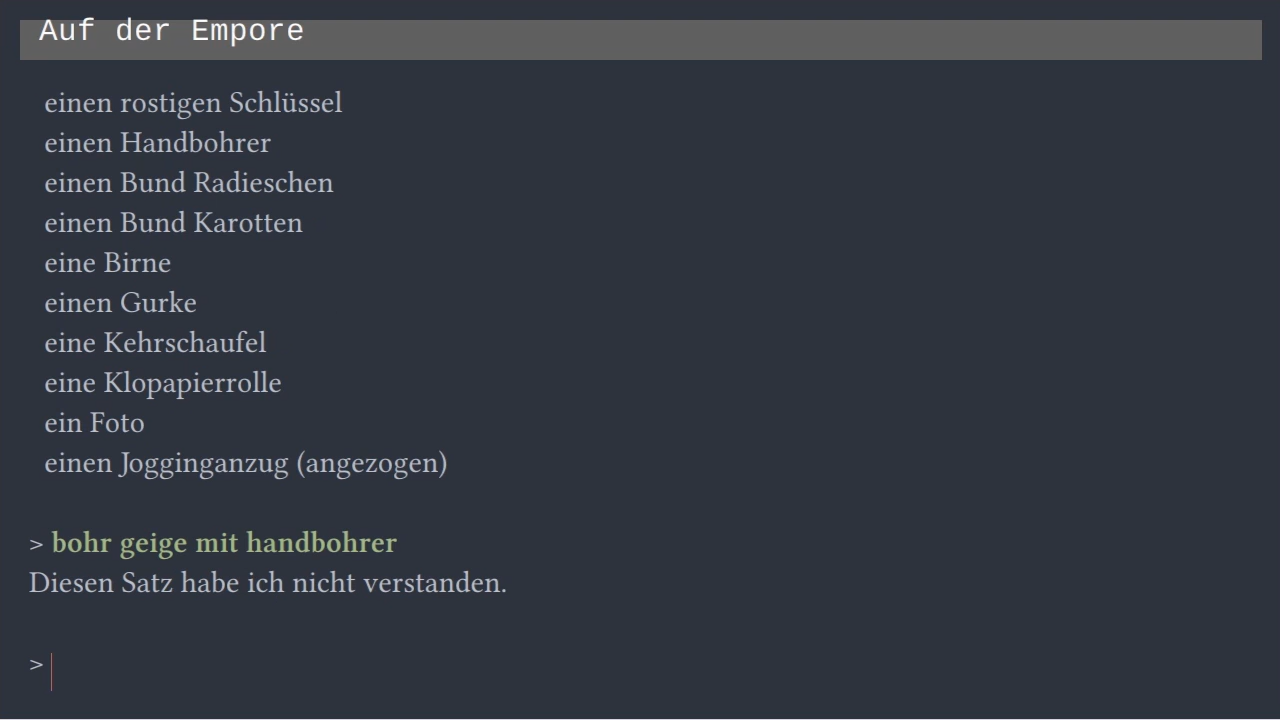 Auf der Empore
einen rostigen Schlüssel
einen Handbohrer
einen Bund Radieschen
einen Bund Karotten
eine Birne
einen Gurke
eine Kehrschaufel
eine Klopapierrolle
ein Foto
einen Jogginganzug (angezogen)
> bohr geige mit handbohrer
Diesen Satz habe ich nicht verstanden.
>